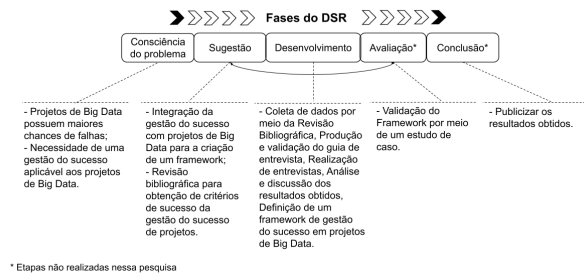 Fases do DSR
Consciência
do problema
Sugestão
Desenvolvimento
Avaliação*
Conclusão*
- Projetos de Big Data
possuem maiores
chances de falhas;
- Necessidade de uma
gestão do sucesso
aplicável aos projetos
de Big Data.
- Integração da
gestão do sucesso
com projetos de Big
Data para a criação
de um framework;
- Revisão
bibliográfica para
obtenção de critérios
de sucesso da
gestão do sucesso
de projetos.
- Coleta de dados por
meio da Revisão
Bibliográfica, Produção
e validação do guia de
entrevista, Realização
de entrevistas, Análise
e discussão dos
resultados obtidos,
Definição de um
framework de gestão
do sucesso em projetos
de Big Data.
- Validação do
Framework por meio
de um estudo de
caso.
- Publicizar os
resultados obtidos.
* Etapas não realizadas nessa pesquisa